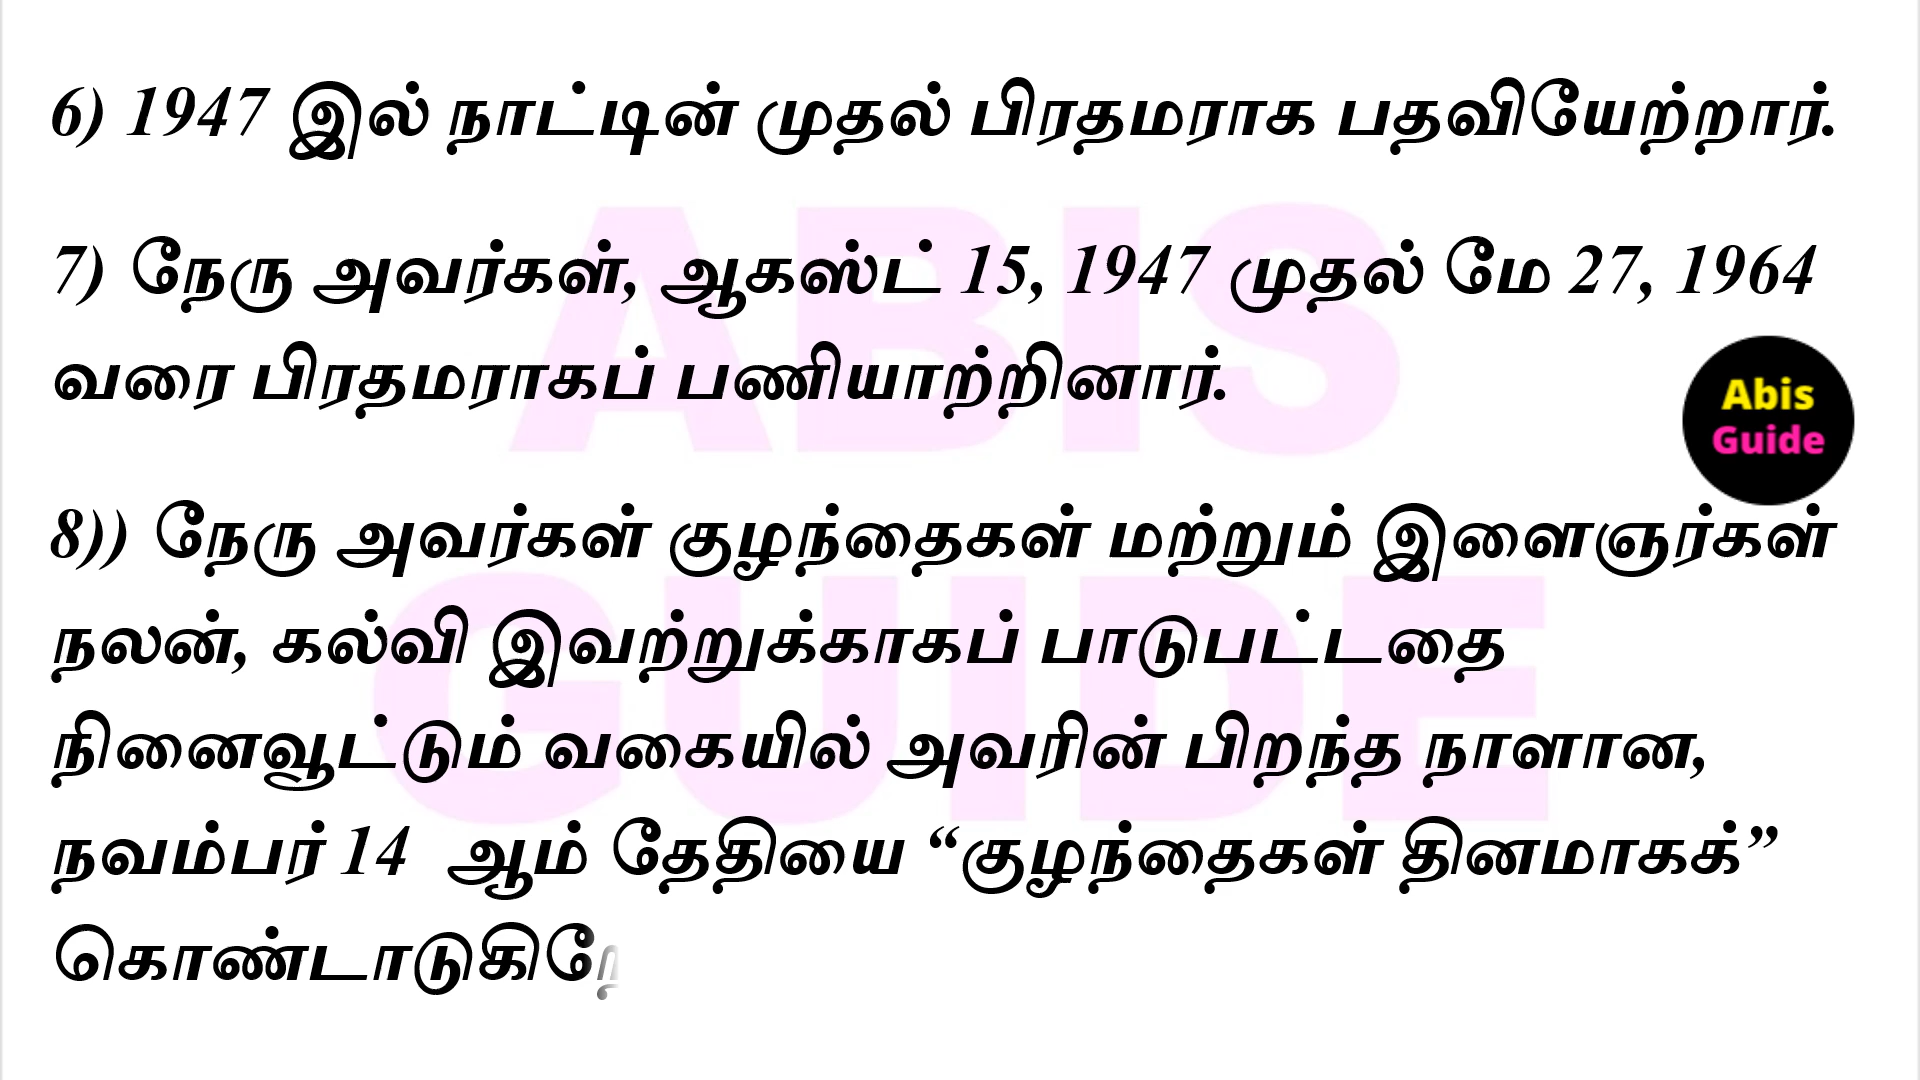 6) 1947 இல் நாட்டின் முதல் பிரதமராக பதவியேற்றார்.
7) நேரு அவர்கள், ஆகஸ்ட் 15, 1947 முதல் மே 27, 1964
வரை பிரதமராகப் பணியாற்றினார்.
Abis
Guide
8)) நேரு அவர்கள் குழந்தைகள் மற்றும் இளைஞர்கள்
நலன், கல்வி இவற்றுக்காகப் பாடுபட்டதை
நினைவூட்டும் வகையில் அவரின் பிறந்த நாளான,
நவம்பர் 14 ஆம் தேதியை “குழந்தைகள் தினமாகக்”
ABIS
GUIDE